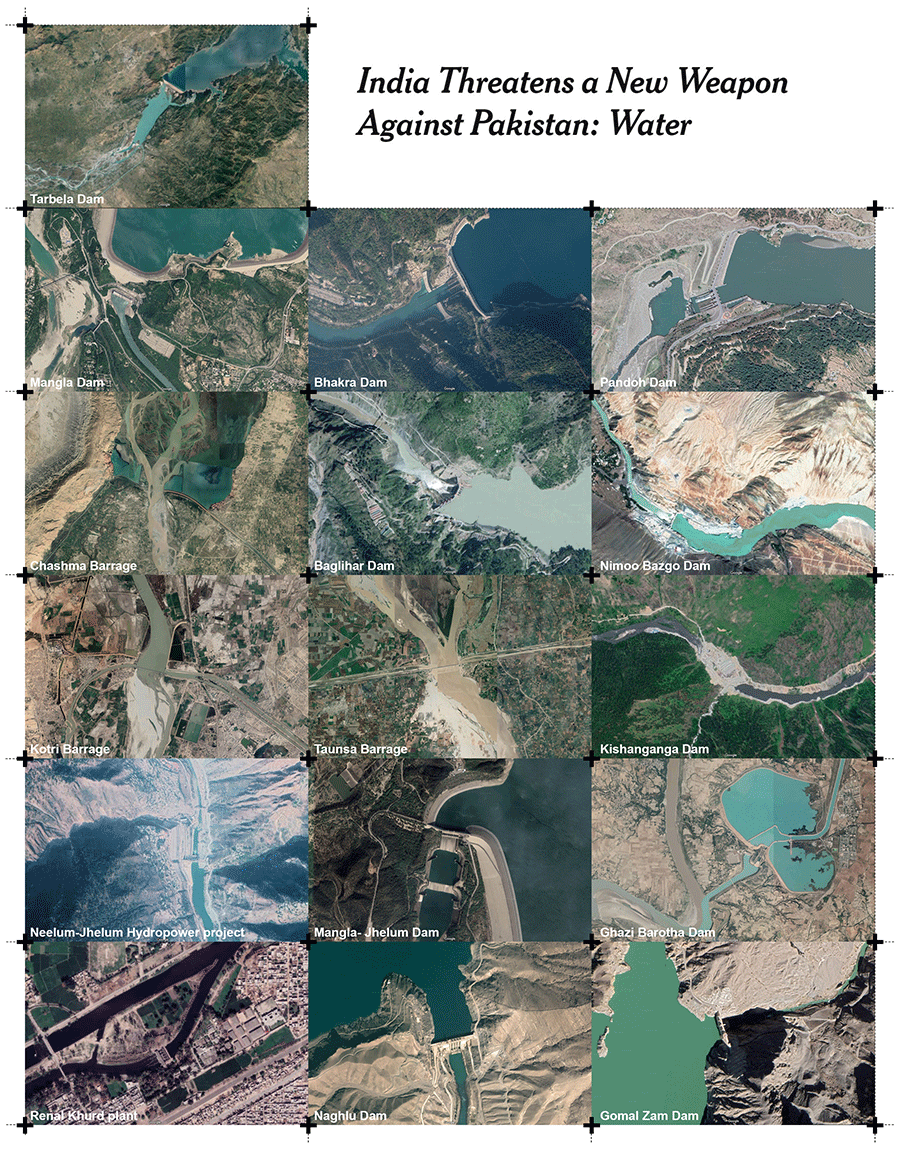 India Threatens a New Weapon
Against Pakistan: Water
Tarbela Dam
Mangla Dam
Bhakra Dam
Pandoh Dam
Chashma Barrage
Baglihar Dam
Nimoo Bazgo Dam
Kotri Barrage
Taunsa Barrage
Kishanganga Dam
Neelum-Jhelum Hydropower project
Mangla- Jhelum Dam
Ghazi Barotha Dam
Renal Khurd plant
Naghlu Dam
Gomal Zam Dam